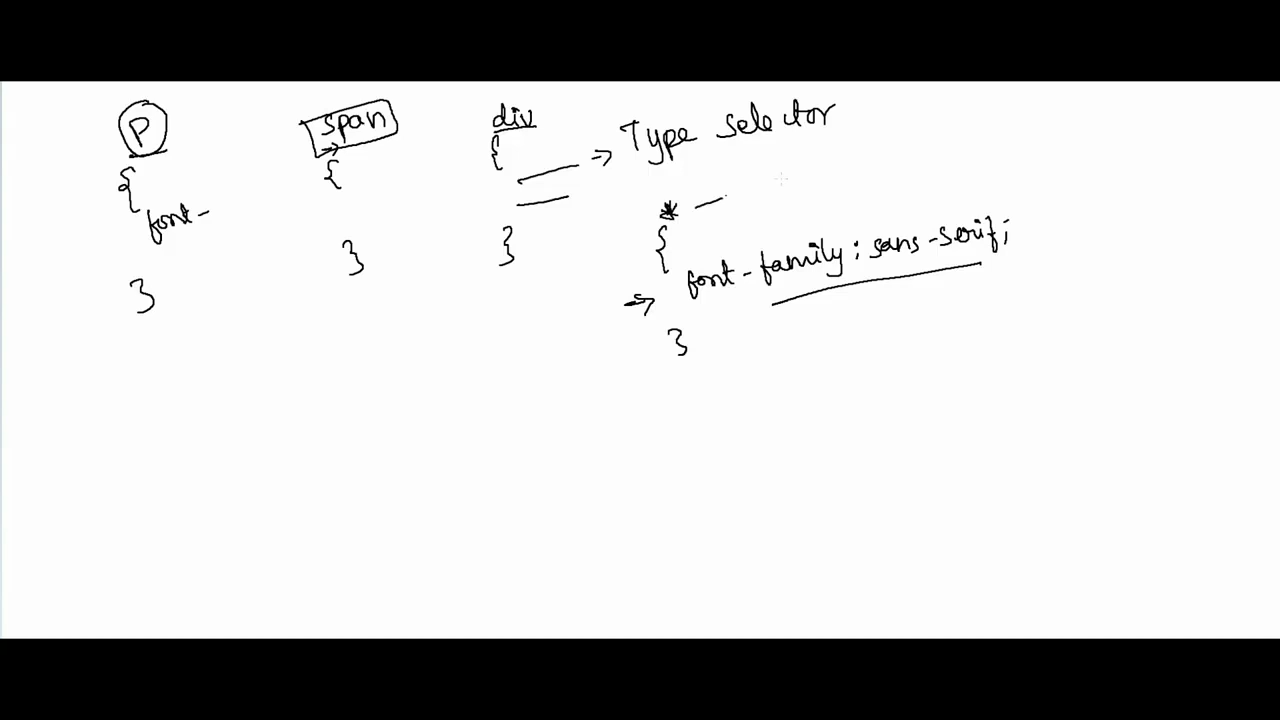 P
{
font-
}
span
{
}
div
{
}
Type selector
*
{
font-family: sans-serif;
}